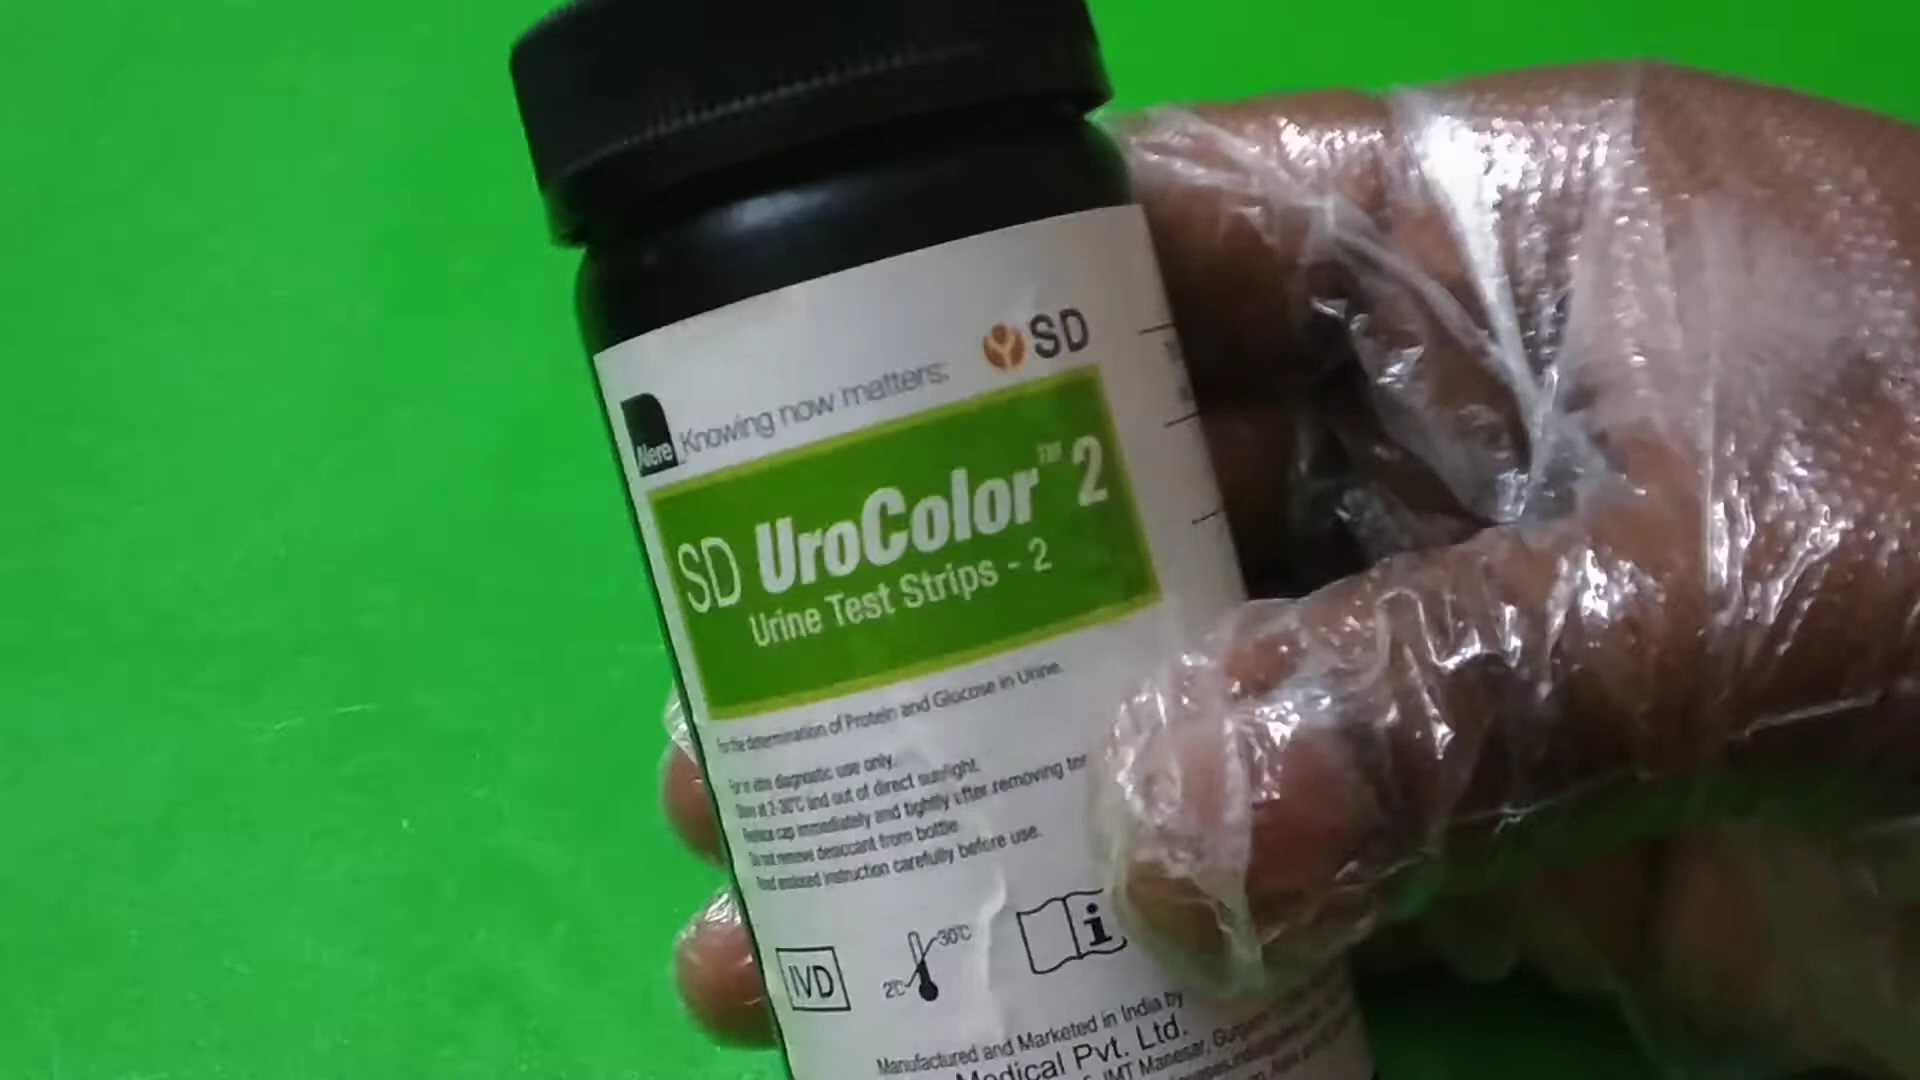 SD
Alere Knowing now matters.
SD UroColor™ 2
Urine Test Strips - 2
For the determination of Protein and Glucose in Urine.
For in vitro diagnostic use only.
Store at 2-30°C and out of direct sunlight.
Replace cap immediately and tightly after removing
Do not remove desiccant from bottle
Read enclosed instruction carefully before use.
30°C
2°C
i
IVD
Manufactured and Marketed in India by
Medical Pvt. Ltd.
IMT Manesar,